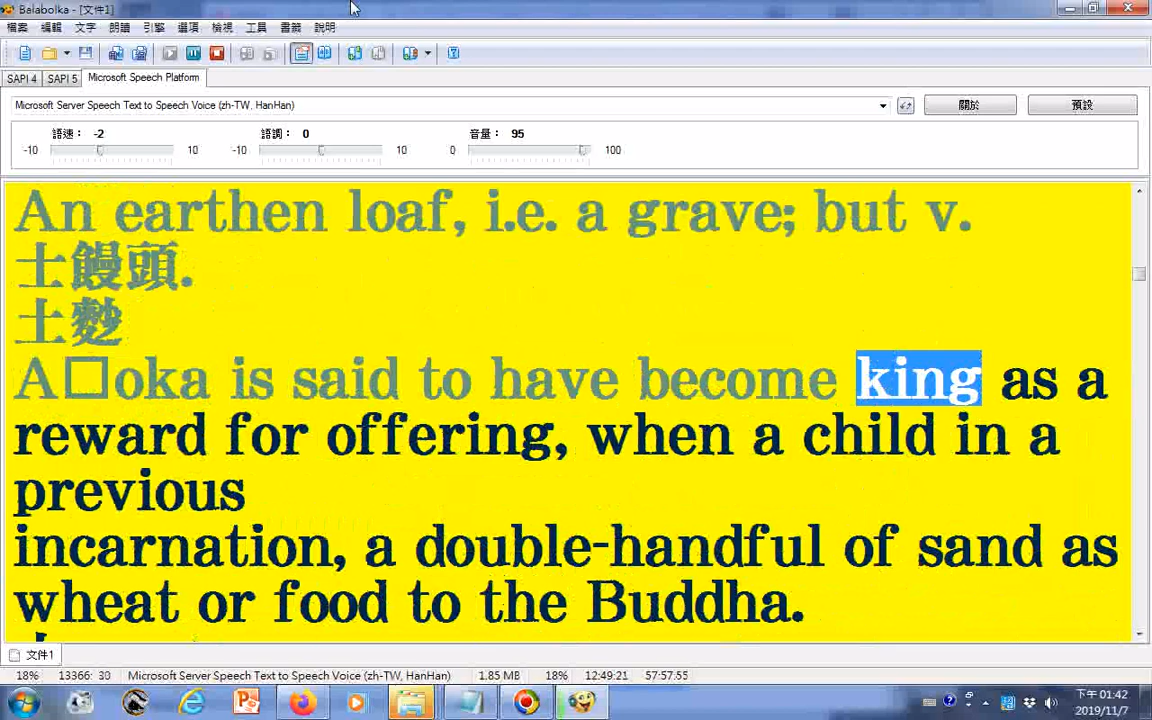 Balabolka - [文件1]
檔案 編輯 文字 朗讀 引擎 選項 檢視 工具 書籤 說明
SAPI 4 SAPI 5 Microsoft Speech Platform
Microsoft Server Speech Text to Speech Voice (zh-TW, HanHan) 關於 預設
語速: -2 語調: 0 音量: 95
-10 10 -10 10 0 100
An earthen loaf, i.e. a grave; but v.
土饅頭.
土麨
A□oka is said to have become king as a
reward for offering, when a child in a
previous
incarnation, a double-handful of sand as
wheat or food to the Buddha.
文件1
18% 13366: 30 Microsoft Server Speech Text to Speech Voice (zh-TW, HanHan) 1.85 MB 18% 12:49:21 57:57:55
下午 01:42
2019/11/7